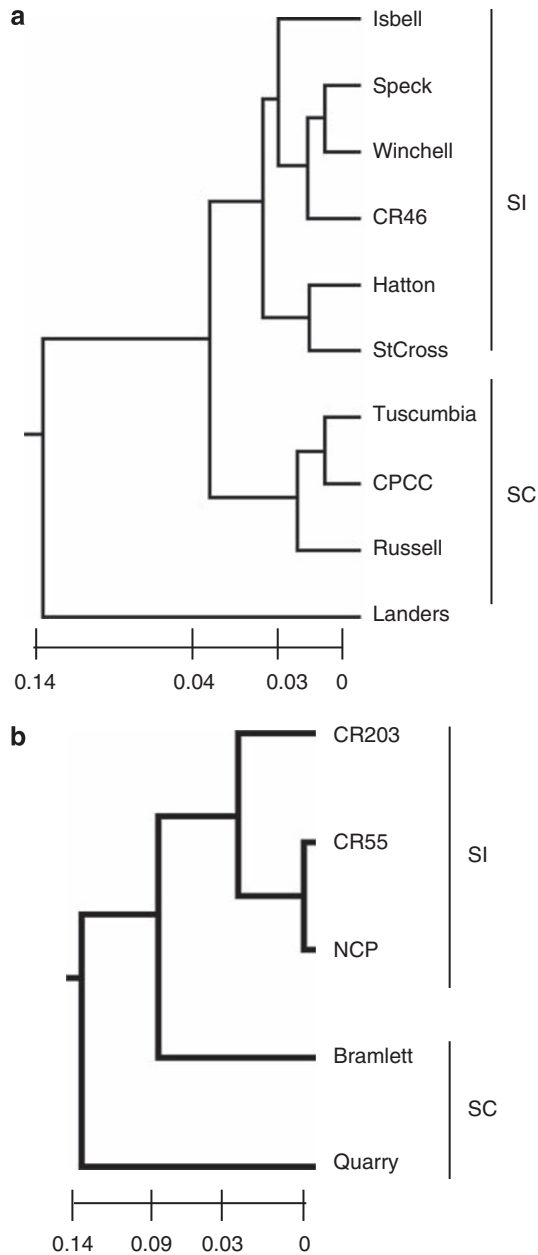 a
Isbell
Speck
Winchell
CR46
SI
Hatton
StCross
Tuscumbia
CPCC
SC
Russell
Landers
0.14 0.04 0.03 0
b
CR203
CR55
SI
NCP
Bramlett
SC
Quarry
0.14 0.09 0.03 0